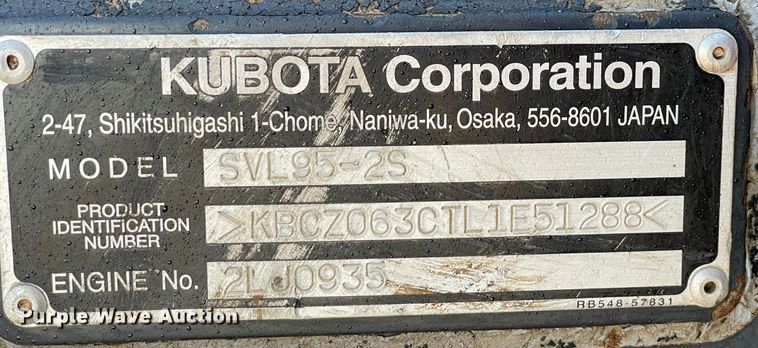 KUBOTA Corporation
2-47, Shikitsuhigashi 1-Chome, Naniwa-ku, Osaka, 556-8601 JAPAN
MODEL SVL95-2S
PRODUCT IDENTIFICATION NUMBER >KBCZ063CTL1E51288<
ENGINE No. 2LJ0935
RB548-57831
Purple Wave Auction